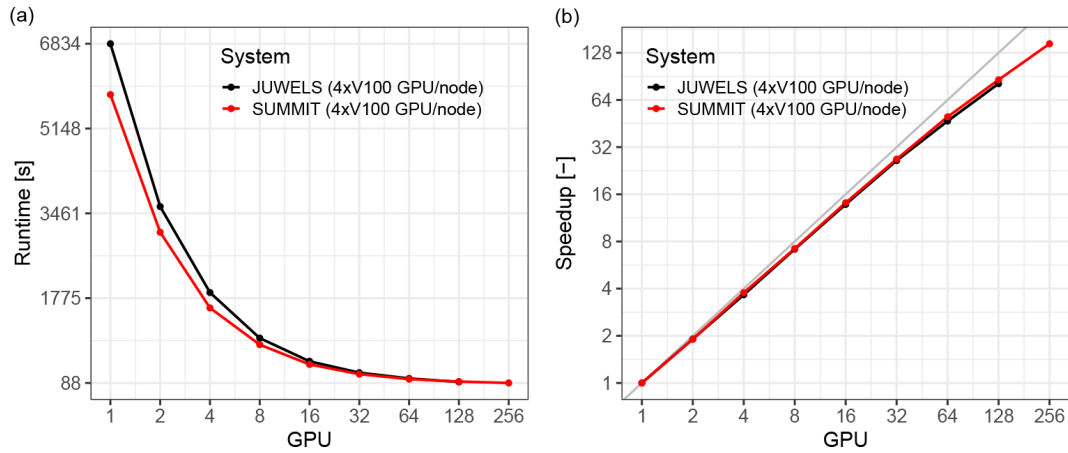 (a)
Runtime [s]
6834
5148
3461
1775
88
System
JUWELS (4xV100 GPU/node)
SUMMIT (4xV100 GPU/node)
1 2 4 8 16 32 64 128 256
GPU
(b)
Speedup [−]
128
64
32
16
8
4
2
1
System
JUWELS (4xV100 GPU/node)
SUMMIT (4xV100 GPU/node)
1 2 4 8 16 32 64 128 256
GPU